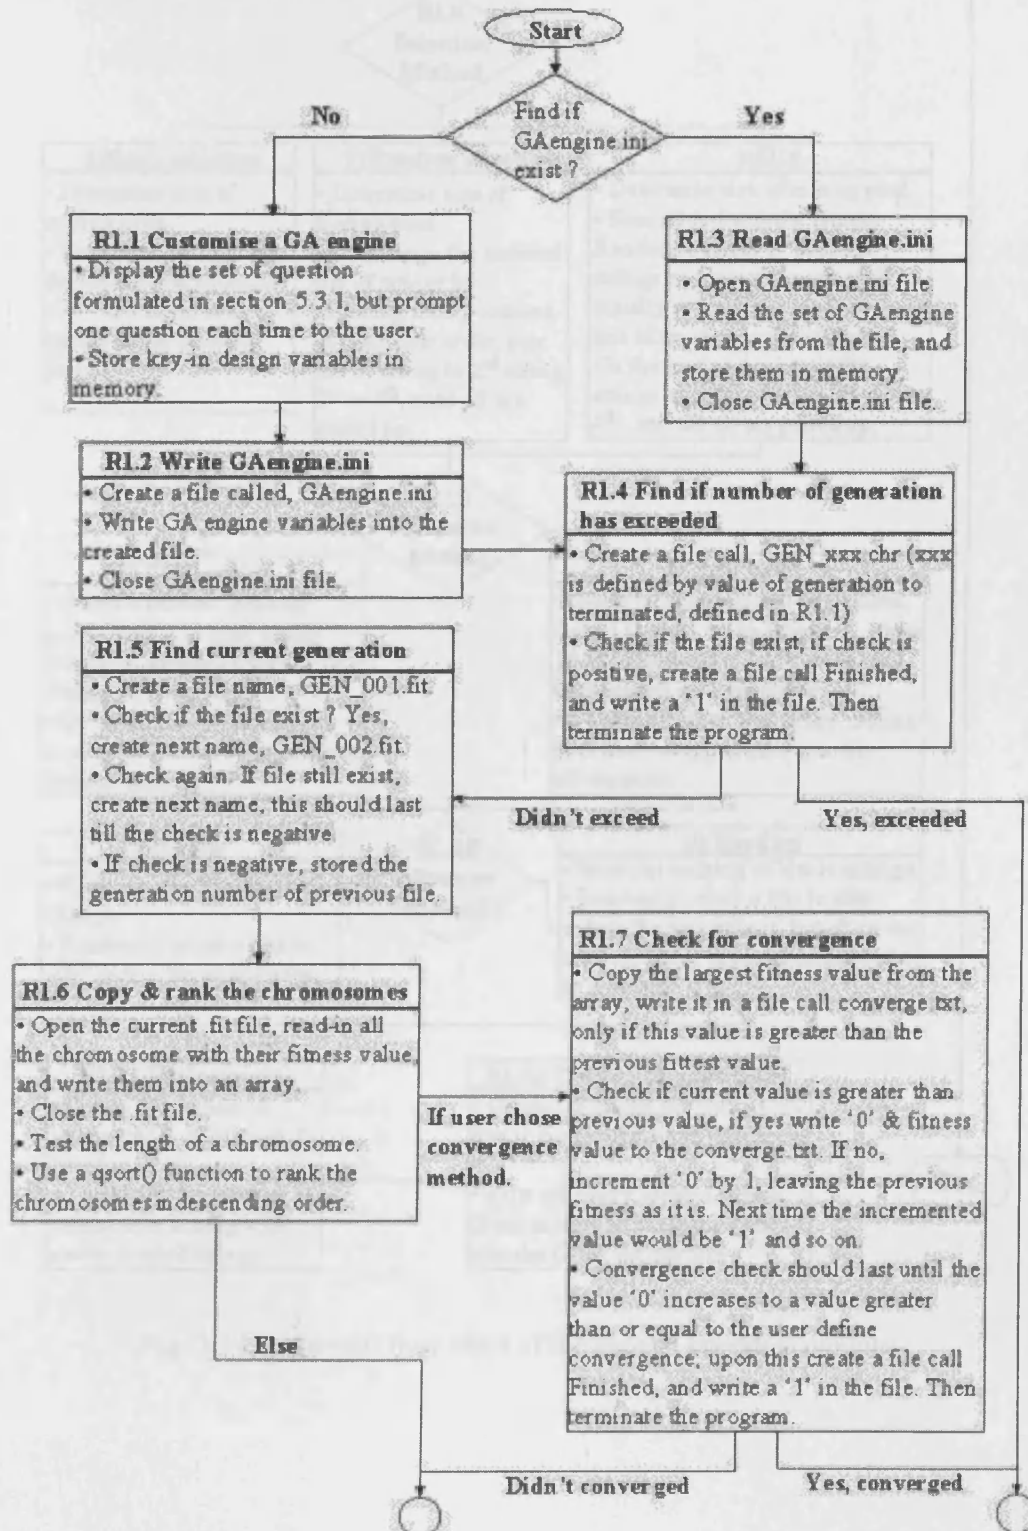 Start
Find if
GAengine.ini
exist ?
No
Yes
R1.1 Customise a GA engine
• Display the set of question
formulated in section 5.3.1, but prompt
one question each time to the user.
• Store key-in design variables in
memory.
R1.3 Read GAengine.ini
• Open GAengine.ini file
• Read the set of GAengine
variables from the file, and
store them in memory.
• Close GAengine.ini file.
R1.2 Write GAengine.ini
• Create a file called, GAengine.ini
• Write GA engine variables into the
created file.
• Close GAengine.ini file.
R1.4 Find if number of generation
has exceeded
• Create a file call, GEN_xxx chr (xxx
is defined by value of generation to
terminated, defined in R1.1)
• Check if the file exist, if check is
positive, create a file call Finished,
and write a '1' in the file. Then
terminate the program.
R1.5 Find current generation
• Create a file name, GEN_001.fit.
• Check if the file exist ? Yes,
create next name, GEN_002.fit.
• Check again. If file still exist,
create next name, this should last
till the check is negative.
• If check is negative, stored the
generation number of previous file.
Didn't exceed
Yes, exceeded
R1.6 Copy & rank the chromosomes
• Open the current .fit file, read-in all
the chromosome with their fitness value,
and write them into an array.
• Close the .fit file.
• Test the length of a chromosome.
• Use a qsort() function to rank the
chromosomes in descending order.
If user chose
convergence
method.
R1.7 Check for convergence
• Copy the largest fitness value from the
array, write it in a file call converge.txt,
only if this value is greater than the
previous fittest value.
• Check if current value is greater than
previous value, if yes write '0' & fitness
value to the converge.txt. If no,
increment '0' by 1, leaving the previous
fitness as it is. Next time the incremented
value would be '1' and so on.
• Convergence check should last until the
value '0' increases to a value greater
than or equal to the user define
convergence, upon this create a file call
Finished, and write a '1' in the file. Then
terminate the program.
Else
Didn't converged
Yes, converged